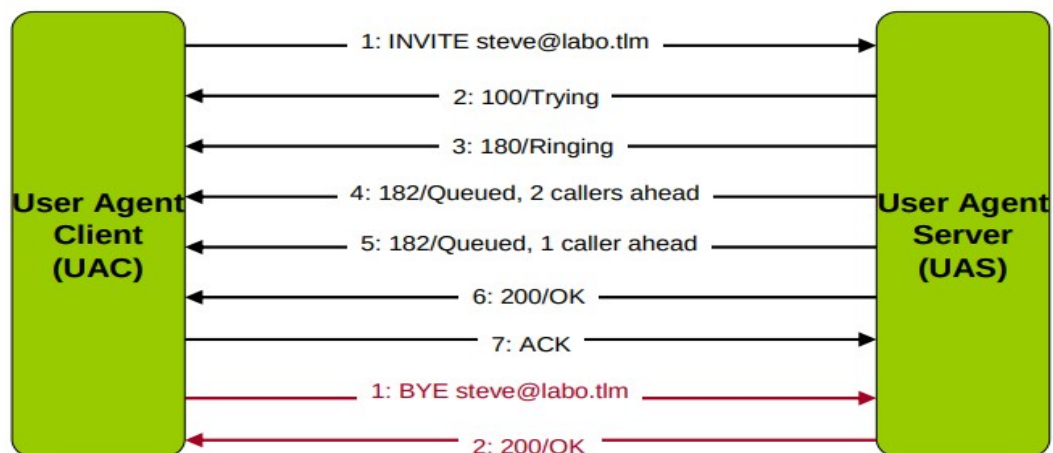 1: INVITE steve@labo.tlm
2: 100/Trying
3: 180/Ringing
4: 182/Queued, 2 callers ahead
5: 182/Queued, 1 caller ahead
6: 200/OK
7: ACK
1: BYE steve@labo.tlm
2: 200/OK
User Agent
Client
(UAC)
User Agent
Server
(UAS)